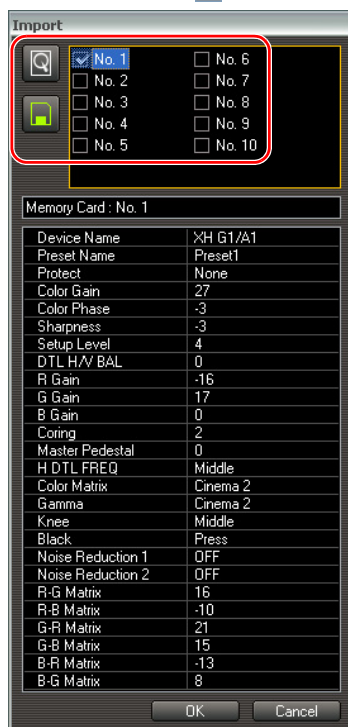 Import
No. 1 No. 6
No. 2 No. 7
No. 3 No. 8
No. 4 No. 9
No. 5 No. 10
Memory Card : No. 1
Device Name XH G1/A1
Preset Name Preset1
Protect None
Color Gain 27
Color Phase -3
Sharpness -3
Setup Level 4
DTL H/V BAL 0
R Gain -16
G Gain 17
B Gain 0
Coring 2
Master Pedestal 0
H DTL FREQ Middle
Color Matrix Cinema 2
Gamma Cinema 2
Knee Middle
Black Press
Noise Reduction 1 OFF
Noise Reduction 2 OFF
R-G Matrix 16
R-B Matrix -10
G-R Matrix 21
G-B Matrix 15
B-R Matrix -13
B-G Matrix 8
OK Cancel